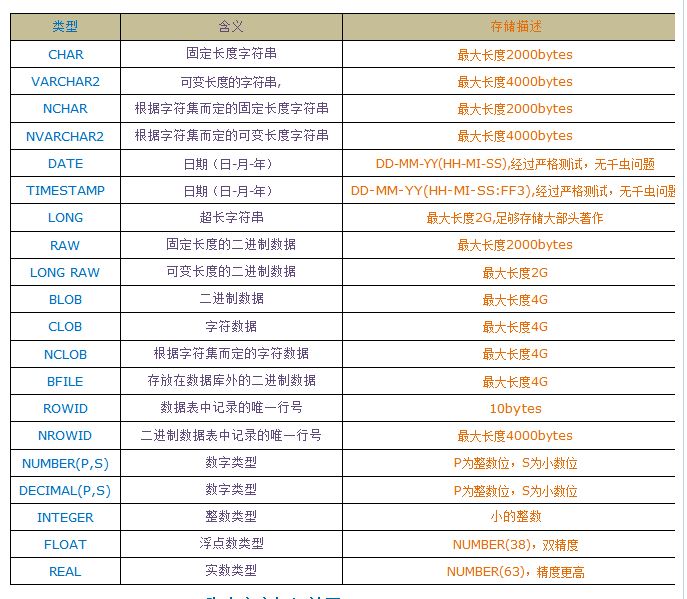 类型 含义 存储描述
CHAR 固定长度字符串 最大长度2000bytes
VARCHAR2 可变长度的字符串, 最大长度4000bytes
NCHAR 根据字符集而定的固定长度字符串 最大长度2000bytes
NVARCHAR2 根据字符集而定的可变长度字符串 最大长度4000bytes
DATE 日期（日-月-年） DD-MM-YY(HH-MI-SS),经过严格测试，无千虫问题
TIMESTAMP 日期（日-月-年） DD-MM-YY(HH-MI-SS:FF3),经过严格测试，无千虫问题
LONG 超长字符串 最大长度2G,足够存储大部头著作
RAW 固定长度的二进制数据 最大长度2000bytes
LONG RAW 可变长度的二进制数据 最大长度2G
BLOB 二进制数据 最大长度4G
CLOB 字符数据 最大长度4G
NCLOB 根据字符集而定的字符数据 最大长度4G
BFILE 存放在数据库外的二进制数据 最大长度4G
ROWID 数据表中记录的唯一行号 10bytes
NROWID 二进制数据表中记录的唯一行号 最大长度4000bytes
NUMBER(P,S) 数字类型 P为整数位，S为小数位
DECIMAL(P,S) 数字类型 P为整数位，S为小数位
INTEGER 整数类型 小的整数
FLOAT 浮点数类型 NUMBER(38)，双精度
REAL 实数类型 NUMBER(63)，精度更高